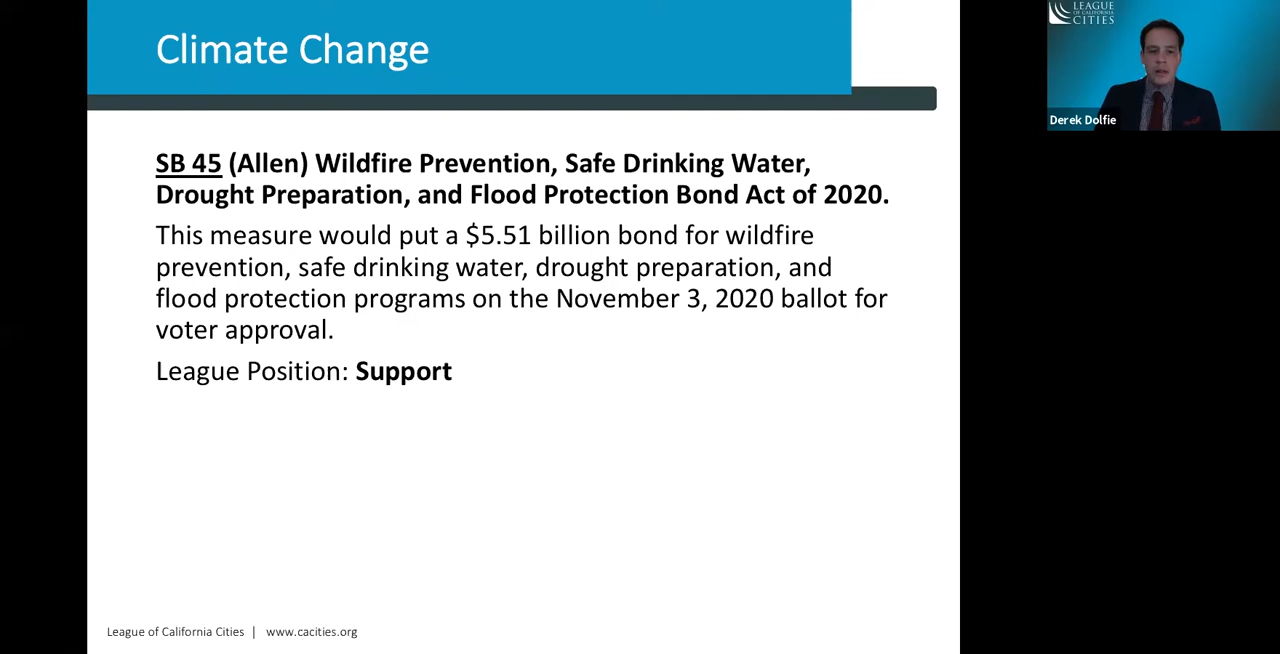 Climate Change
SB 45 (Allen) Wildfire Prevention, Safe Drinking Water,
Drought Preparation, and Flood Protection Bond Act of 2020.
This measure would put a $5.51 billion bond for wildfire
prevention, safe drinking water, drought preparation, and
flood protection programs on the November 3, 2020 ballot for
voter approval.
League Position: Support
League of California Cities | www.cacities.org
LEAGUE
OF CALIFORNIA
CITIES
Derek Dolfie